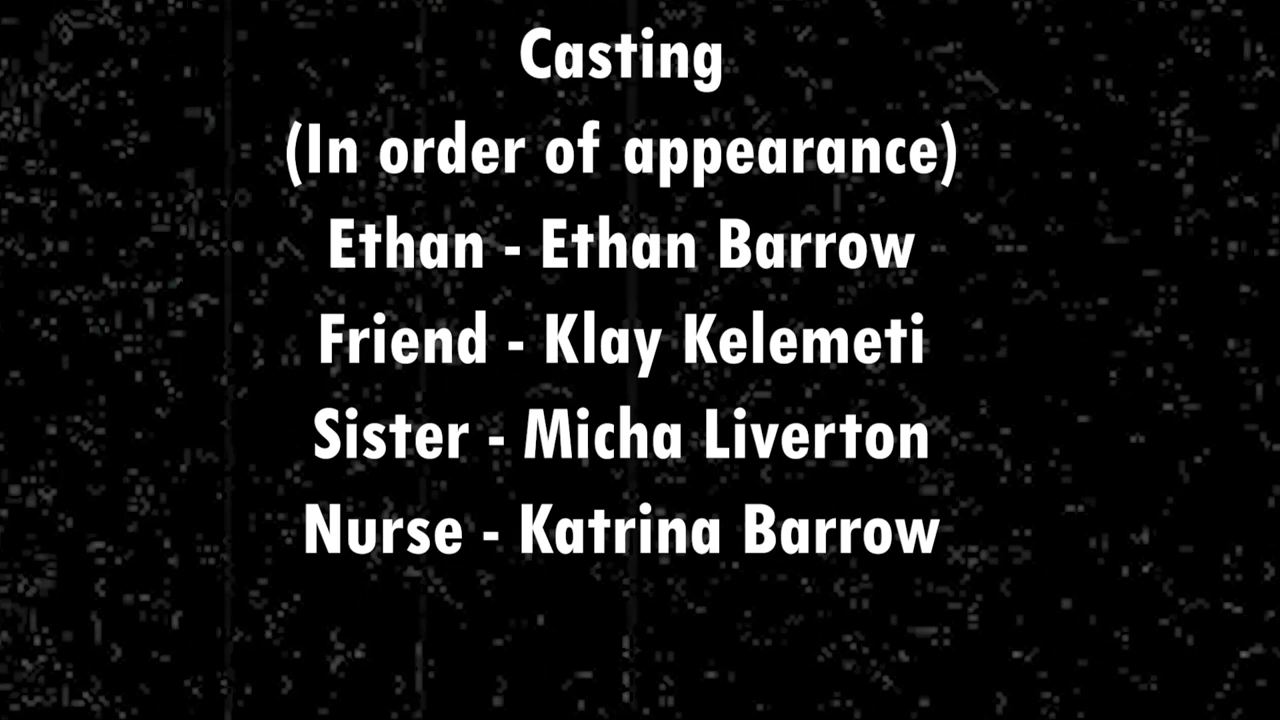 Casting
(In order of appearance)
Ethan - Ethan Barrow
Friend - Klay Kelemeti
Sister - Micha Liverton
Nurse - Katrina Barrow